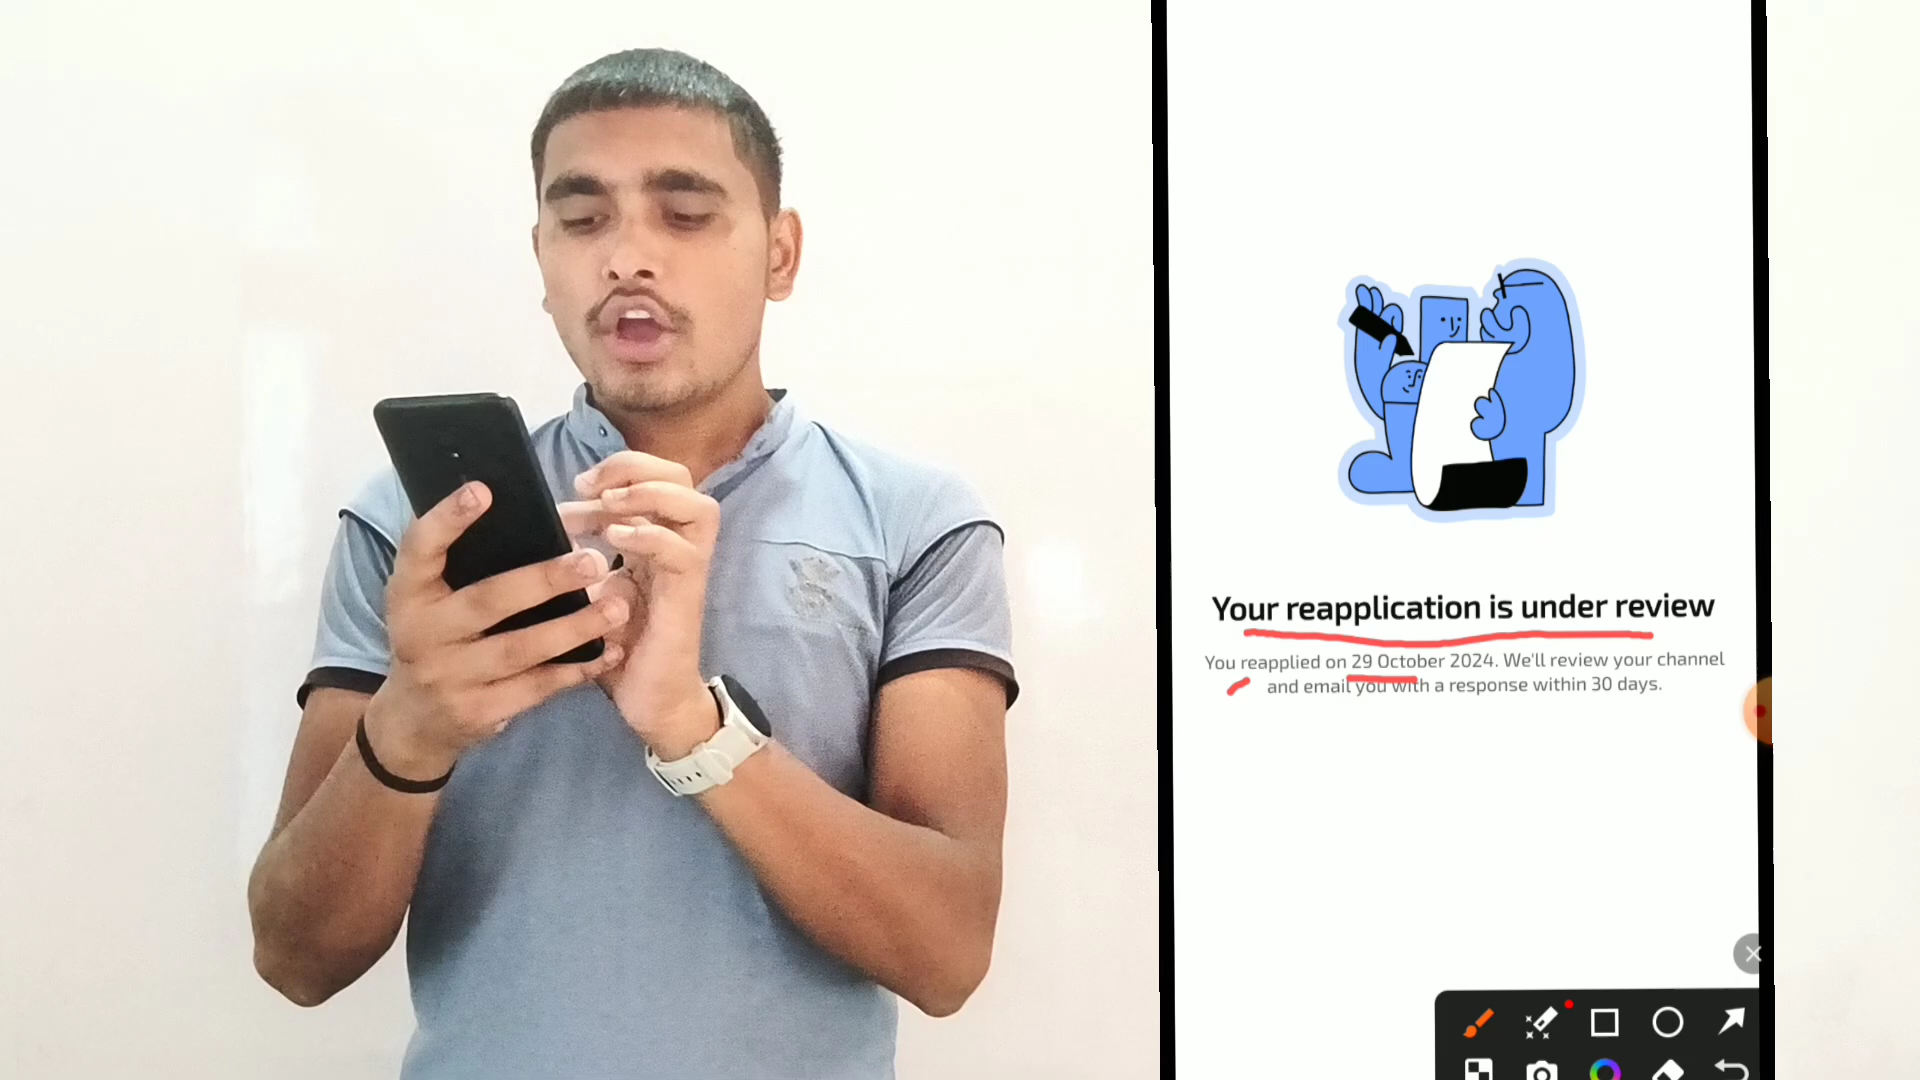 Your reapplication is under review
You reapplied on 29 October 2024. We'll review your channel
and email you with a response within 30 days.